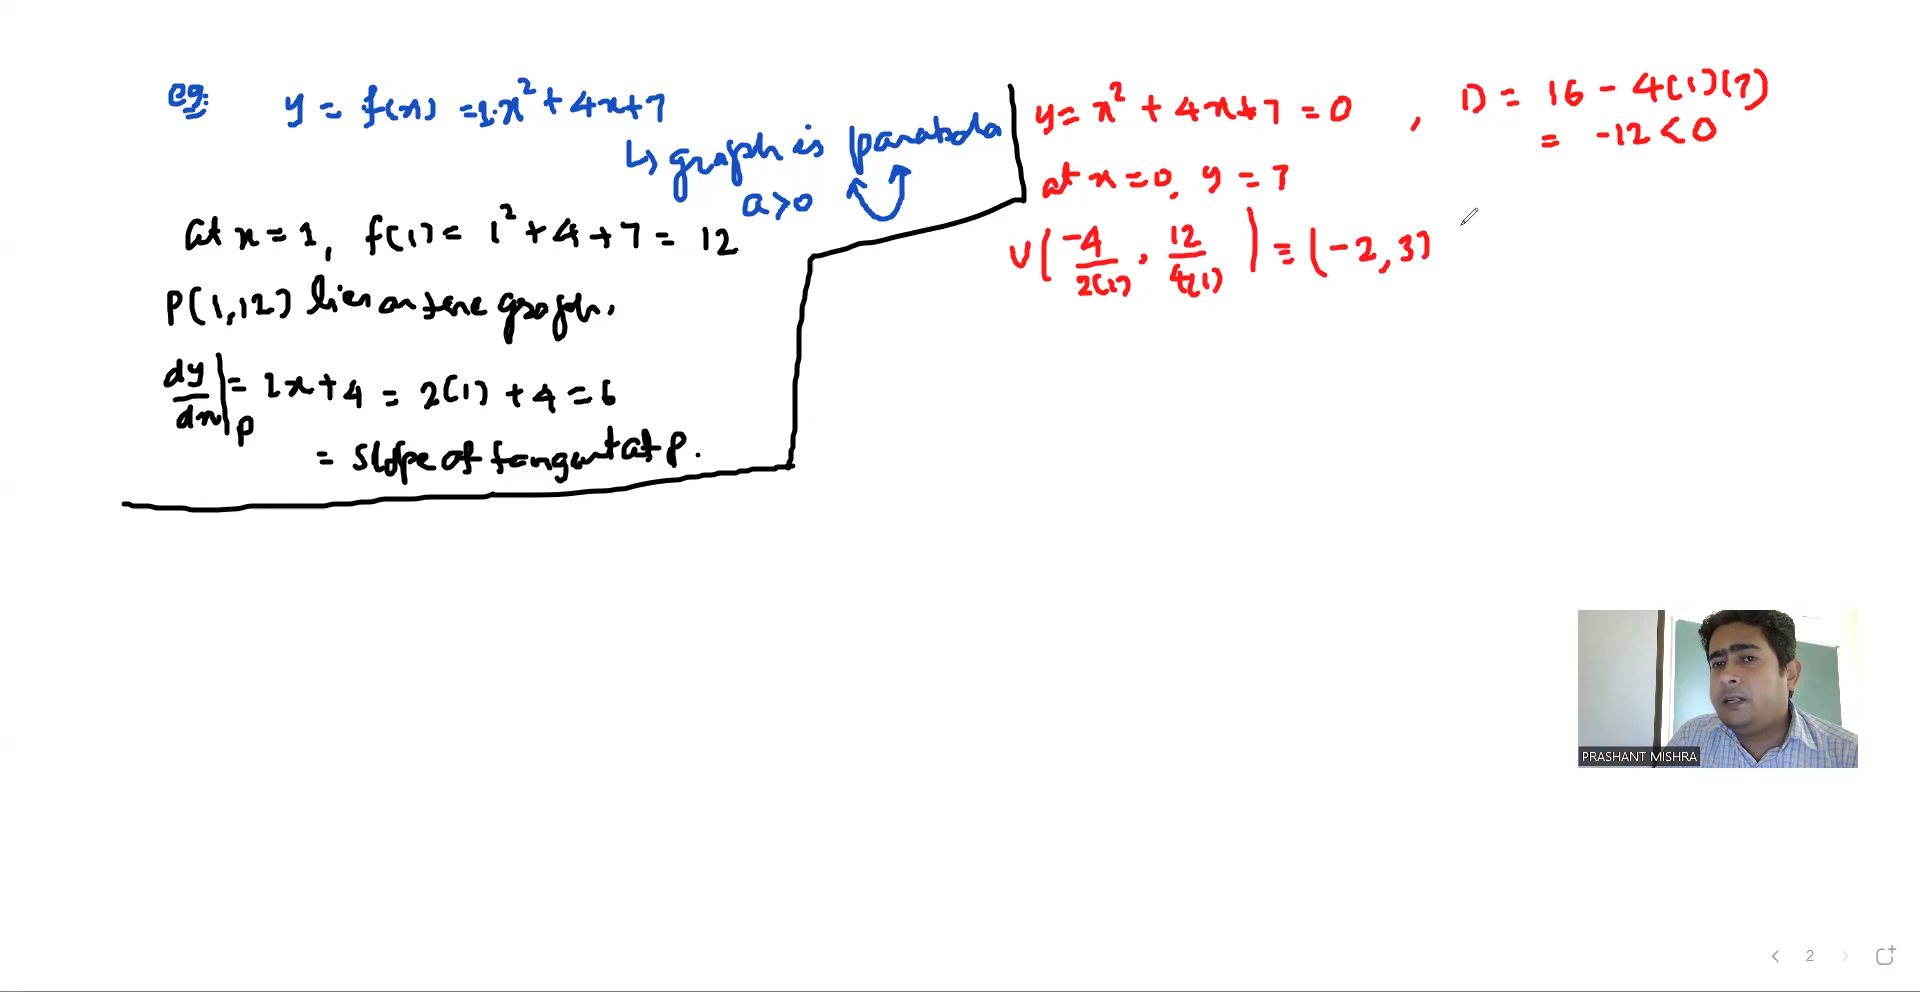 eg: y = f(x) = 1·x² + 4x + 7
↳ graph is parabola
a > 0
at x = 1, f(1) = 1² + 4 + 7 = 12
P(1, 12) lies on the graph.
dy/dx|P = 2x + 4 = 2(1) + 4 = 6
= slope of tangent at P.
y = x² + 4x + 7 = 0 , D = 16 - 4(1)(7)
= -12 < 0
at x = 0, y = 7
V(-4/2(1), 12/4(1)) ≡ (-2, 3)
PRASHANT MISHRA
2